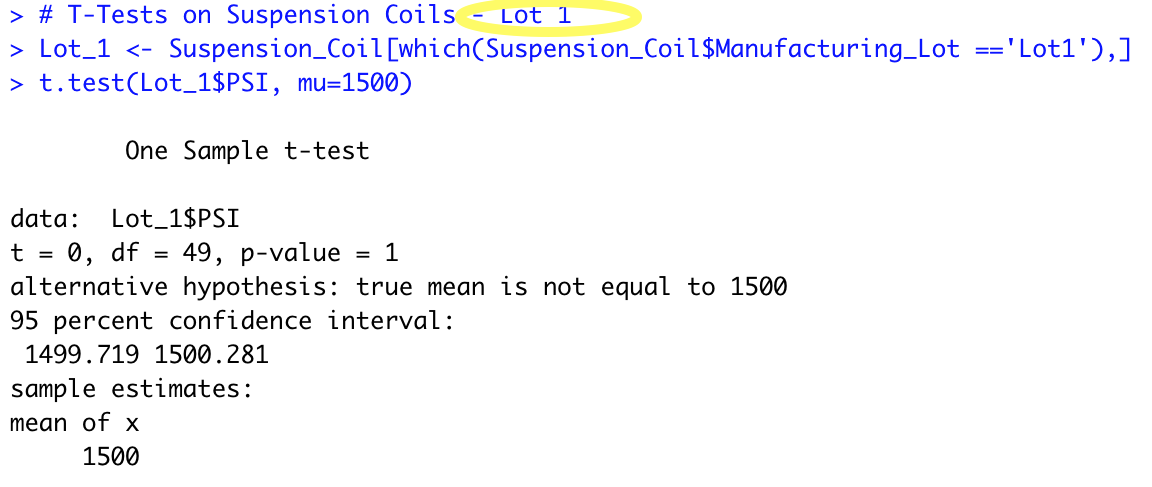 > # T-Tests on Suspension Coils - Lot 1
> Lot_1 <- Suspension_Coil[which(Suspension_Coil$Manufacturing_Lot =='Lot1'),]
> t.test(Lot_1$PSI, mu=1500)
One Sample t-test
data:  Lot_1$PSI
t = 0, df = 49, p-value = 1
alternative hypothesis: true mean is not equal to 1500
95 percent confidence interval:
1499.719 1500.281
sample estimates:
mean of x
1500